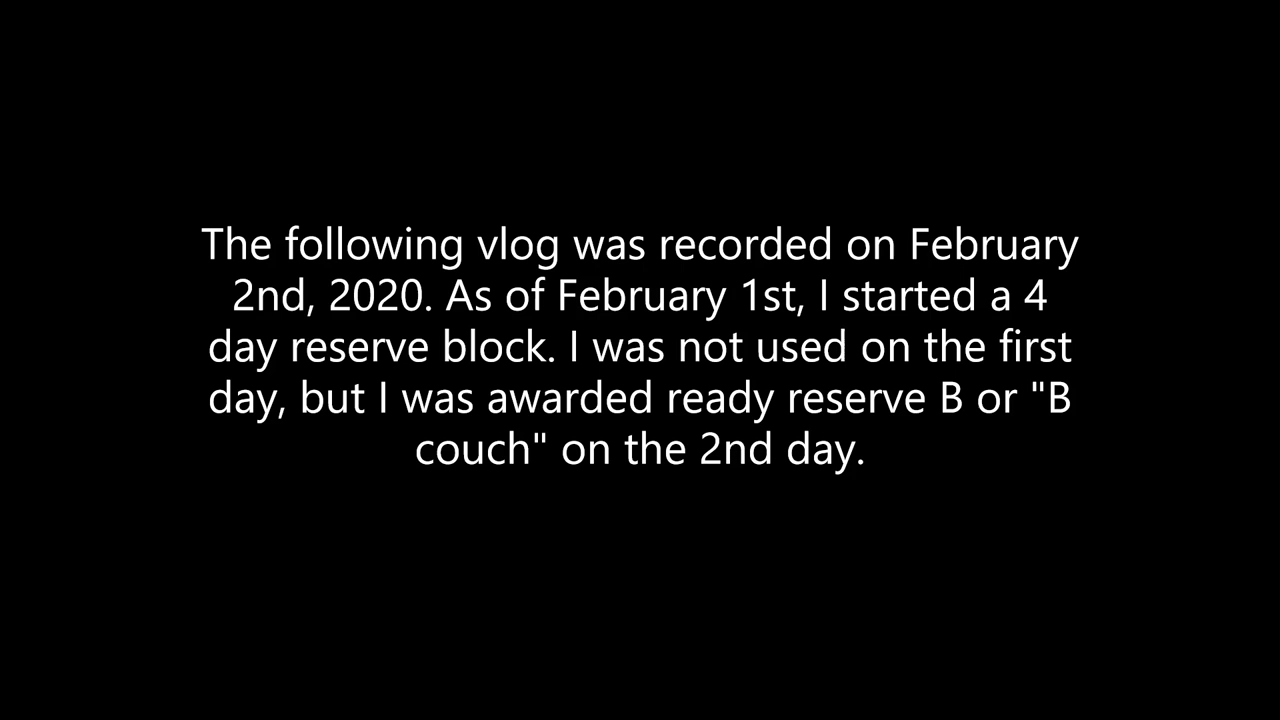 The following vlog was recorded on February
2nd, 2020. As of February 1st, I started a 4
day reserve block. I was not used on the first
day, but I was awarded ready reserve B or "B
couch" on the 2nd day.